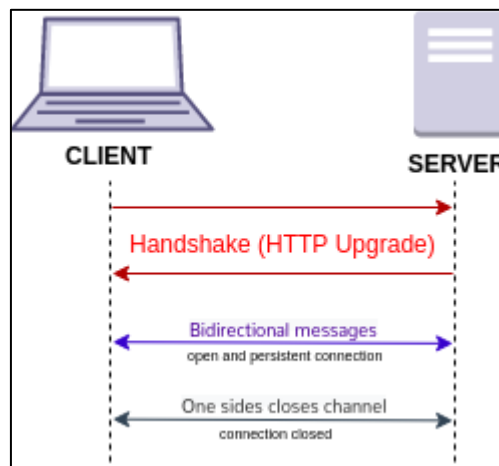 CLIENT
SERVER
Handshake (HTTP Upgrade)
Bidirectional messages
open and persistent connection
One sides closes channel
connection closed